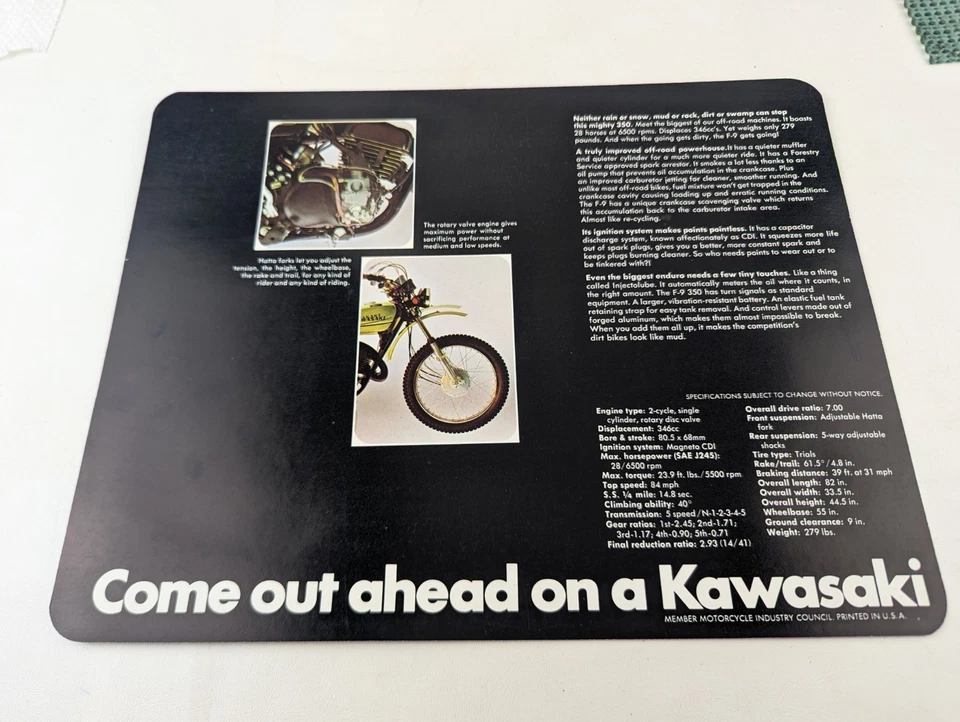 The rotary valve engine gives
maximum power without
sacrificing performance at
medium and low speeds.
Hatta forks let you adjust the
tension, the height, the wheelbase,
the rake and trail, for any kind of
rider and any kind of riding.
Neither rain or snow, mud or rock, dirt or swamp can stop
this mighty 350. Meet the biggest of our off-road machines. It boasts
28 horses at 6500 rpms. Displaces 346cc's. Yet weighs only 279
pounds. And when the going gets dirty, the F-9 gets going!
A truly improved off-road powerhouse. It has a quieter muffler
and quieter cylinder for a much more quieter ride. It has a Forestry
Service approved spark arrestor. It smokes a lot less thanks to an
oil pump that prevents oil accumulation in the crankcase. Plus
an improved carburetor jetting for cleaner, smoother running. And
unlike most off-road bikes, fuel mixture won't get trapped in the
crankcase cavity causing loading up and erratic running conditions.
The F-9 has a unique crankcase scavenging valve which returns
this accumulation back to the carburetor intake area.
Almost like re-cycling.
Its ignition system makes points pointless. It has a capacitor
discharge system, known affectionately as CDI. It squeezes more life
out of spark plugs, gives you a better, more constant spark and
keeps plugs burning cleaner. So who needs points to wear out or to
be tinkered with?!
Even the biggest enduro needs a few tiny touches. Like a thing
called Injectolube. It automatically meters the oil where it counts, in
the right amount. The F-9 350 has turn signals as standard
equipment. A larger, vibration-resistant battery. An elastic fuel tank
retaining strap for easy tank removal. And control levers made out of
forged aluminum, which makes them almost impossible to break.
When you add them all up, it makes the competition's
dirt bikes look like mud.
SPECIFICATIONS SUBJECT TO CHANGE WITHOUT NOTICE.
Engine type: 2-cycle, single
cylinder, rotary disc valve
Displacement: 346cc
Bore & stroke: 80.5 x 68mm
Ignition system: Magneto CDI
Max. horsepower (SAE J245):
28/6500 rpm
Max. torque: 23.9 ft. lbs./5500 rpm
Top speed: 84 mph
S.S. ¼ mile: 14.8 sec.
Climbing ability: 40°
Transmission: 5 speed/N-1-2-3-4-5
Gear ratios: 1st-2.45; 2nd-1.71;
3rd-1.17; 4th-0.90; 5th-0.71
Final reduction ratio: 2.93 (14/41)
Overall drive ratio: 7.00
Front suspension: Adjustable Hatta
fork
Rear suspension: 5-way adjustable
shocks
Tire type: Trials
Rake/trail: 61.5°/4.8 in.
Braking distance: 39 ft. at 31 mph
Overall length: 82 in.
Overall width: 33.5 in.
Overall height: 44.5 in.
Wheelbase: 55 in.
Ground clearance: 9 in.
Weight: 279 lbs.
Come out ahead on a Kawasaki
MEMBER MOTORCYCLE INDUSTRY COUNCIL. PRINTED IN U.S.A.